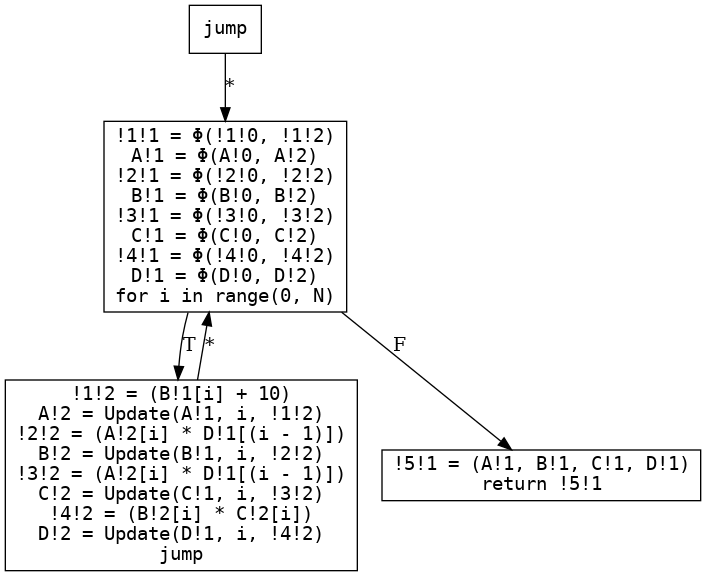 jump
*
!1!1 = Φ(!1!0, !1!2)
A!1 = Φ(A!0, A!2)
!2!1 = Φ(!2!0, !2!2)
B!1 = Φ(B!0, B!2)
!3!1 = Φ(!3!0, !3!2)
C!1 = Φ(C!0, C!2)
!4!1 = Φ(!4!0, !4!2)
D!1 = Φ(D!0, D!2)
for i in range(0, N)
T
*
F
!1!2 = (B!1[i] + 10)
A!2 = Update(A!1, i, !1!2)
!2!2 = (A!2[i] * D!1[(i - 1)])
B!2 = Update(B!1, i, !2!2)
!3!2 = (A!2[i] * D!1[(i - 1)])
C!2 = Update(C!1, i, !3!2)
!4!2 = (B!2[i] * C!2[i])
D!2 = Update(D!1, i, !4!2)
jump
!5!1 = (A!1, B!1, C!1, D!1)
return !5!1